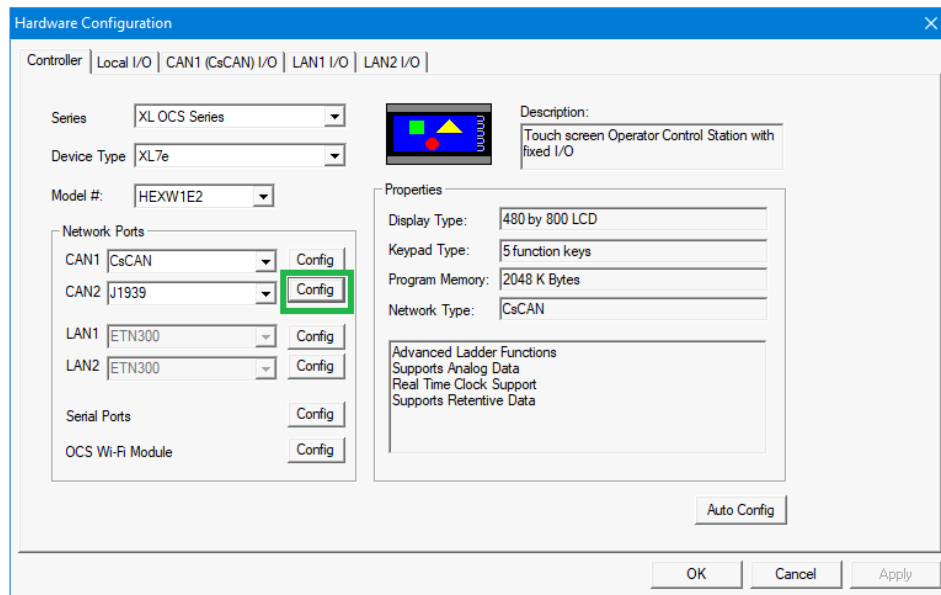 Hardware Configuration
Controller
Local I/O
CAN1 (CsCAN) I/O
LAN1 I/O
LAN2 I/O
Series
XL OCS Series
Device Type
XL7e
Model #:
HEXW1E2
Network Ports
CAN1
CsCAN
Config
CAN2
J1939
Config
LAN1
ETN300
Config
LAN2
ETN300
Config
Serial Ports
Config
OCS Wi-Fi Module
Config
Description:
Touch screen Operator Control Station with
fixed I/O
Properties
Display Type:
480 by 800 LCD
Keypad Type:
5 function keys
Program Memory:
2048 K Bytes
Network Type:
CsCAN
Advanced Ladder Functions
Supports Analog Data
Real Time Clock Support
Supports Retentive Data
Auto Config
OK
Cancel
Apply